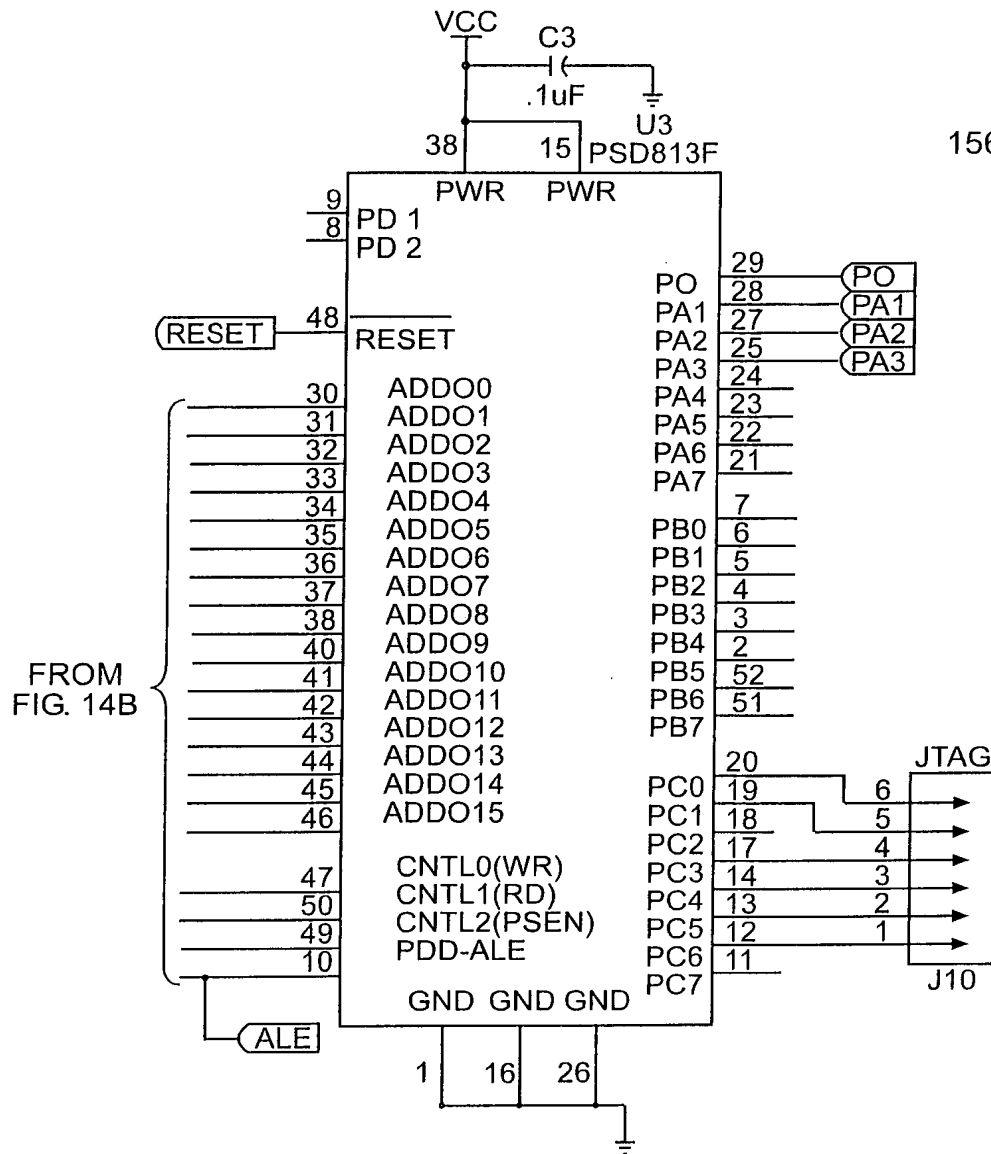 VCC
C3
.1uF
U3
38
15
PSD813F
156
PWR
PWR
9
PD 1
8
PD 2
RESET
48
RESET
30
ADDO0
31
ADDO1
32
ADDO2
33
ADDO3
34
ADDO4
35
ADDO5
36
ADDO6
37
ADDO7
38
ADDO8
40
ADDO9
41
ADDO10
42
ADDO11
43
ADDO12
44
ADDO13
45
ADDO14
46
ADDO15
FROM
FIG. 14B
47
CNTL0(WR)
50
CNTL1(RD)
49
CNTL2(PSEN)
10
PDD-ALE
ALE
29
PO
PO
28
PA1
PA1
27
PA2
PA2
25
PA3
PA3
24
PA4
23
PA5
22
PA6
21
PA7
7
PB0
6
PB1
5
PB2
4
PB3
3
PB4
2
PB5
52
PB6
51
PB7
JTAG
20
PC0
6
19
PC1
5
18
PC2
17
PC3
4
14
PC4
3
13
PC5
2
12
PC6
1
11
PC7
J10
GND GND GND
1
16
26